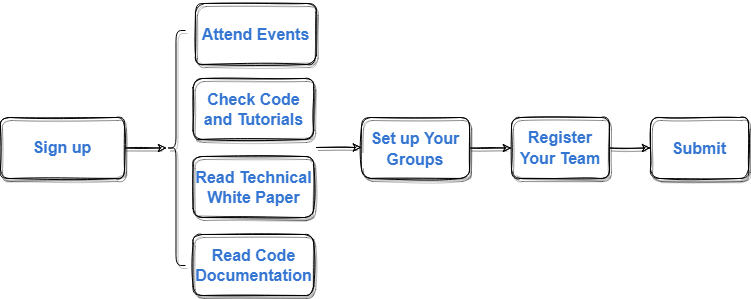 Sign up
Attend Events
Check Code
and Tutorials
Read Technical
White Paper
Read Code
Documentation
Set up Your
Groups
Register
Your Team
Submit